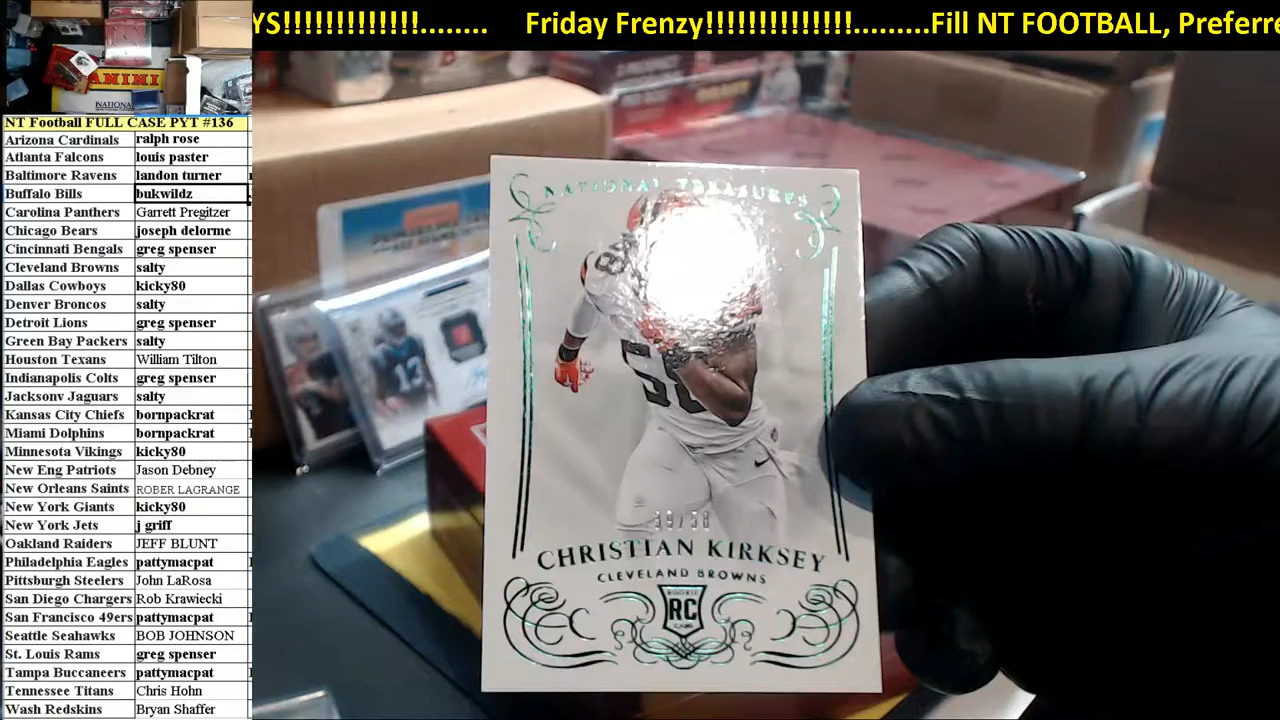 YS!!!!!!!!!!!!!........ Friday Frenzy!!!!!!!!!!!!!!.........Fill NT FOOTBALL, Preferre
PANINI
NATIONAL
NT Football FULL CASE PYT #136
Arizona Cardinals ralph rose
Atlanta Falcons louis paster
Baltimore Ravens landon turner
Buffalo Bills bukwildz
Carolina Panthers Garrett Pregitzer
Chicago Bears joseph delorme
Cincinnati Bengals greg spenser
Cleveland Browns salty
Dallas Cowboys kicky80
Denver Broncos salty
Detroit Lions greg spenser
Green Bay Packers salty
Houston Texans William Tilton
Indianapolis Colts greg spenser
Jacksonv Jaguars salty
Kansas City Chiefs bornpackrat
Miami Dolphins bornpackrat
Minnesota Vikings kicky80
New Eng Patriots Jason Debney
New Orleans Saints ROBER LAGRANGE
New York Giants kicky80
New York Jets j griff
Oakland Raiders JEFF BLUNT
Philadelphia Eagles pattymacpat
Pittsburgh Steelers John LaRosa
San Diego Chargers Rob Krawiecki
San Francisco 49ers pattymacpat
Seattle Seahawks BOB JOHNSON
St. Louis Rams greg spenser
Tampa Buccaneers pattymacpat
Tennessee Titans Chris Hohn
Wash Redskins Bryan Shaffer
NATIONAL TREASURES
58
13
CHRISTIAN KIRKSEY
CLEVELAND BROWNS
ROOKIE
RC
CARD